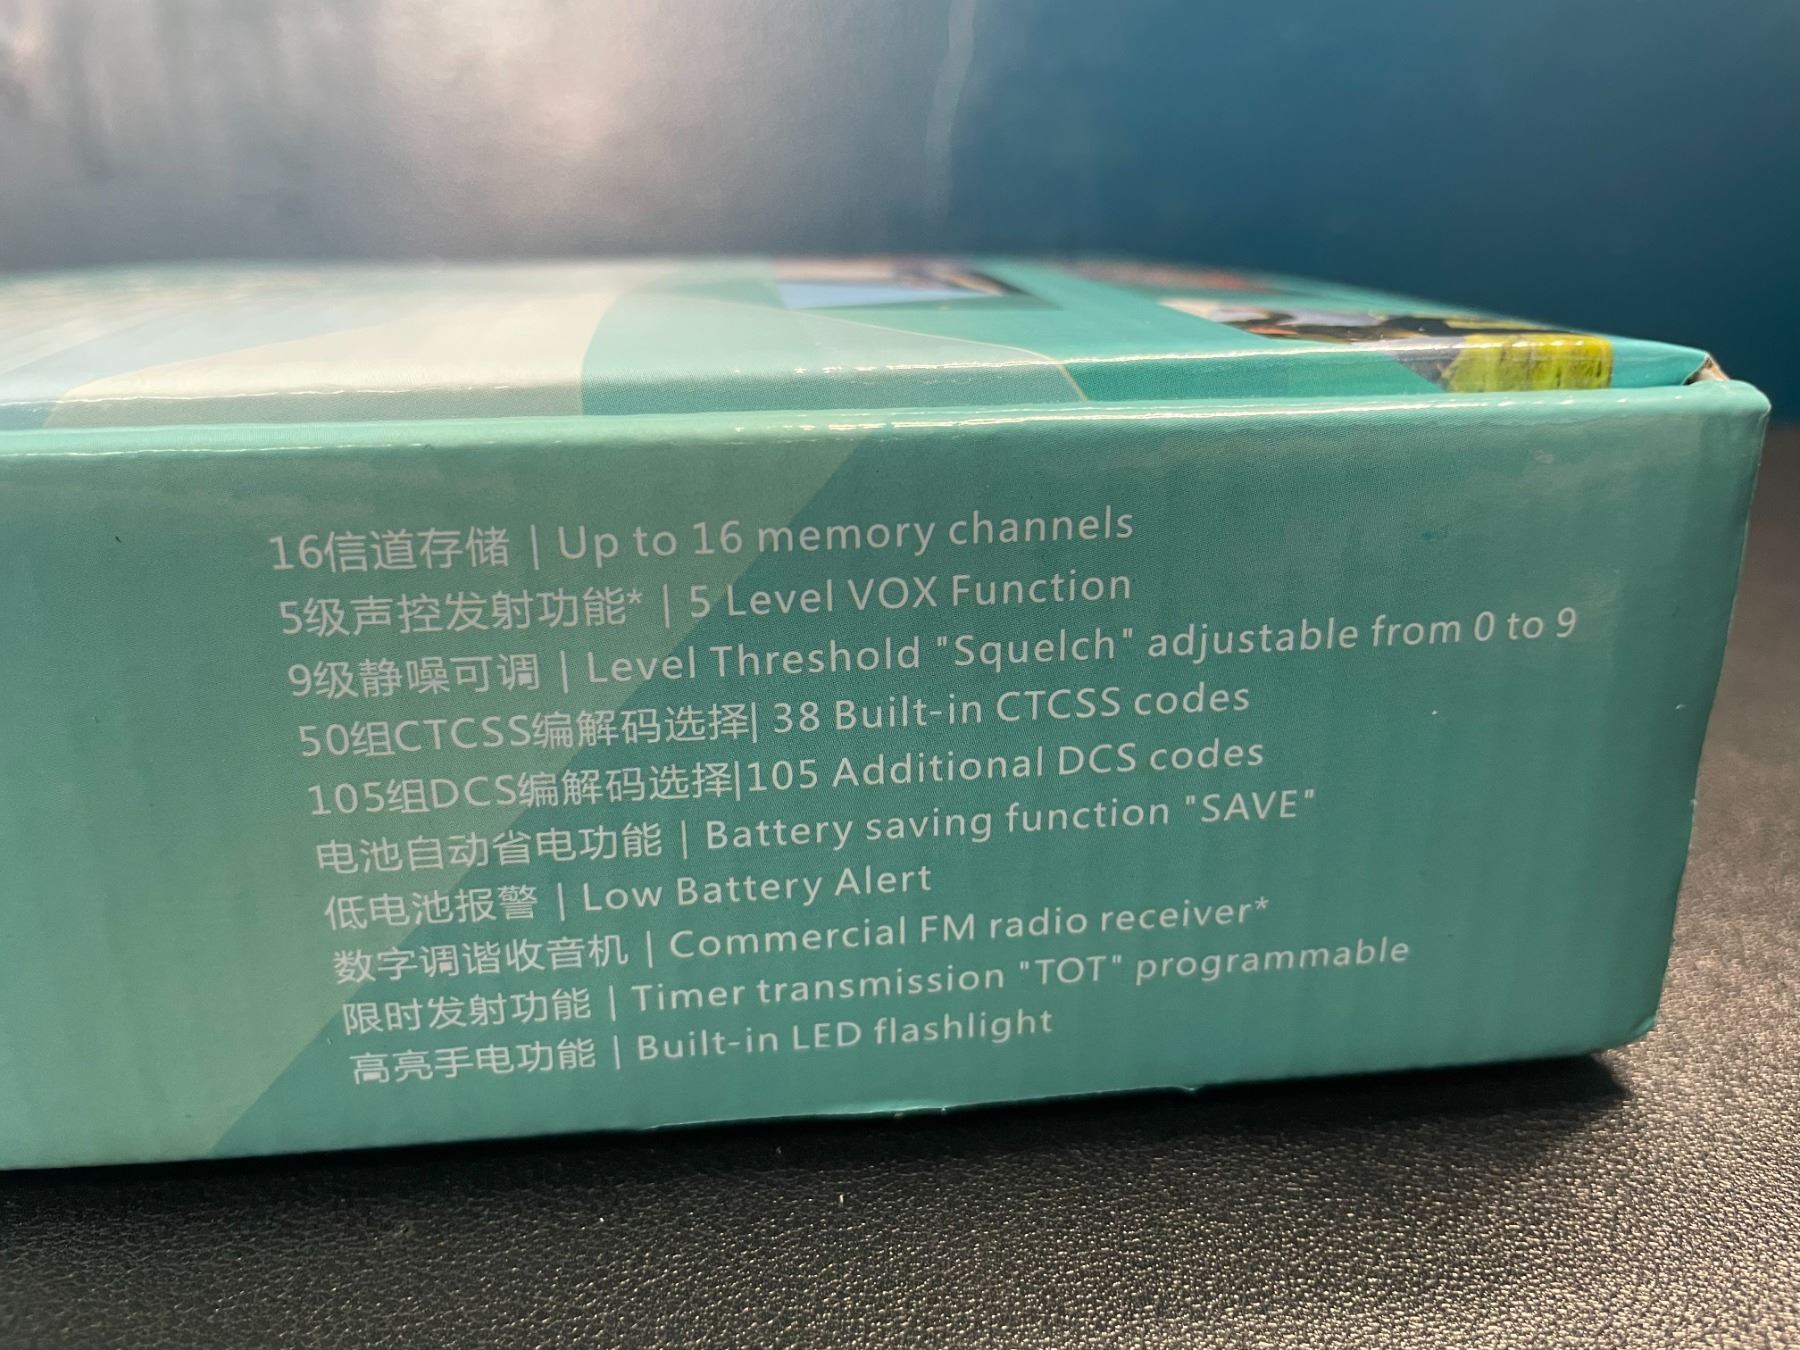 16信道存储 | Up to 16 memory channels
5级声控发射功能* | 5 Level VOX Function
9级静噪可调 | Level Threshold "Squelch" adjustable from 0 to 9
50组CTCSS编解码选择| 38 Built-in CTCSS codes
105组DCS编解码选择|105 Additional DCS codes
电池自动省电功能 | Battery saving function "SAVE"
低电池报警 | Low Battery Alert
数字调谐收音机 | Commercial FM radio receiver*
限时发射功能 | Timer transmission "TOT" programmable
高亮手电功能 | Built-in LED flashlight